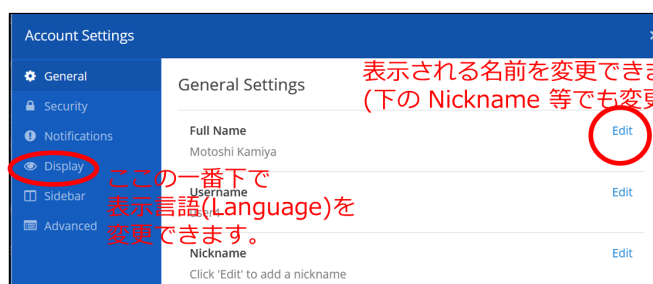 Account Settings
General
Security
Notifications
Display
Sidebar
Advanced
General Settings
Full Name
Edit
Motoshi Kamiya
Username
Edit
Nickname
Edit
Click 'Edit' to add a nickname
表示される名前を変更できま
(下の Nickname 等でも変更
ここの一番下で
表示言語(Language)を
変更できます。